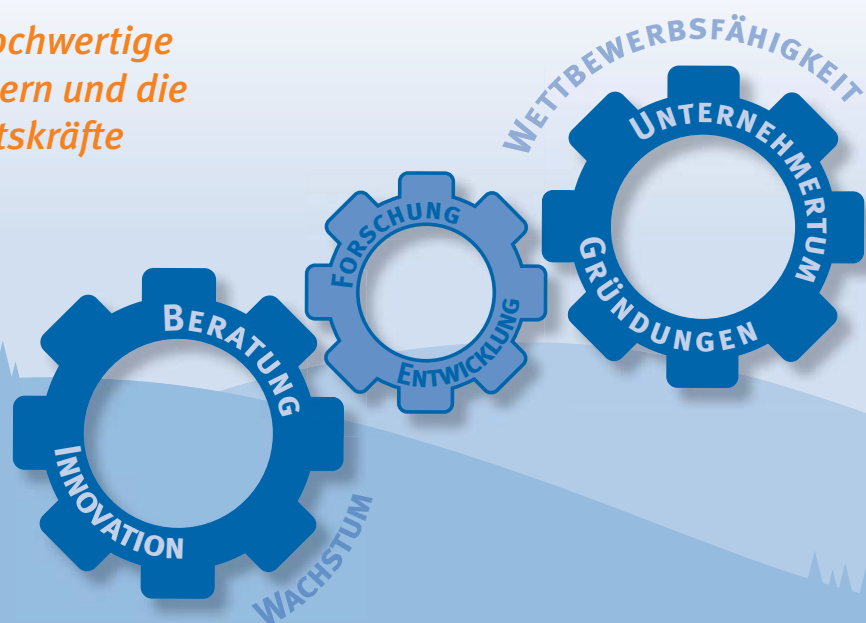 ochwertige
ern und die
tskräfte
WETTBEWERBSFÄHIGKEIT
UNTERNEHMERTUM
GRÜNDUNGEN
FORSCHUNG
ENTWICKLUNG
BERATUNG
INNOVATION
WACHSTUM